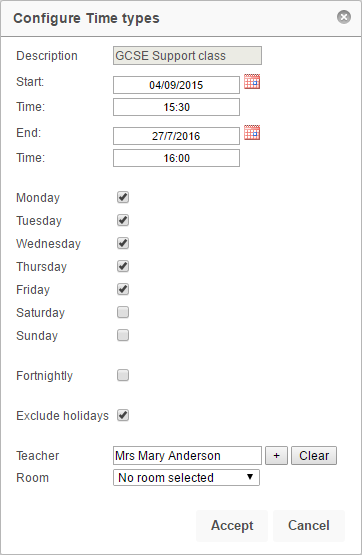 Configure Time types
Description GCSE Support class
Start: 04/09/2015
Time: 15:30
End: 27/7/2016
Time: 16:00
Monday
Tuesday
Wednesday
Thursday
Friday
Saturday
Sunday
Fortnightly
Exclude holidays
Teacher Mrs Mary Anderson + Clear
Room No room selected
Accept Cancel